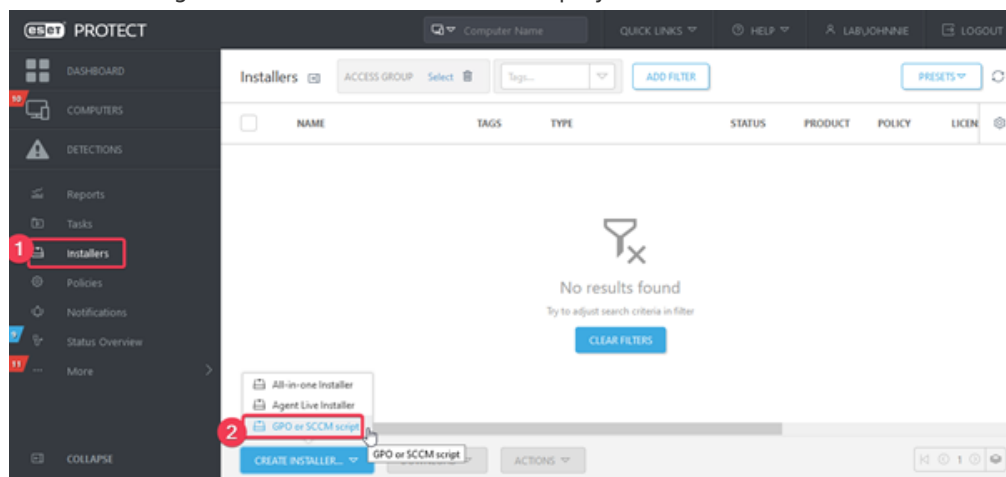 eset PROTECT
Computer Name
QUICK LINKS
HELP
LAB\JOHNNIE
LOGOUT
DASHBOARD
10
COMPUTERS
DETECTIONS
Reports
Tasks
1
Installers
Policies
Notifications
Status Overview
11
More
COLLAPSE
Installers
ACCESS GROUP
Select
Tags...
ADD FILTER
PRESETS
NAME
TAGS
TYPE
STATUS
PRODUCT
POLICY
LICEN
No results found
Try to adjust search criteria in filter
CLEAR FILTERS
All-in-one Installer
Agent Live Installer
2
GPO or SCCM script
GPO or SCCM script
CREATE INSTALLER...
ACTIONS
1